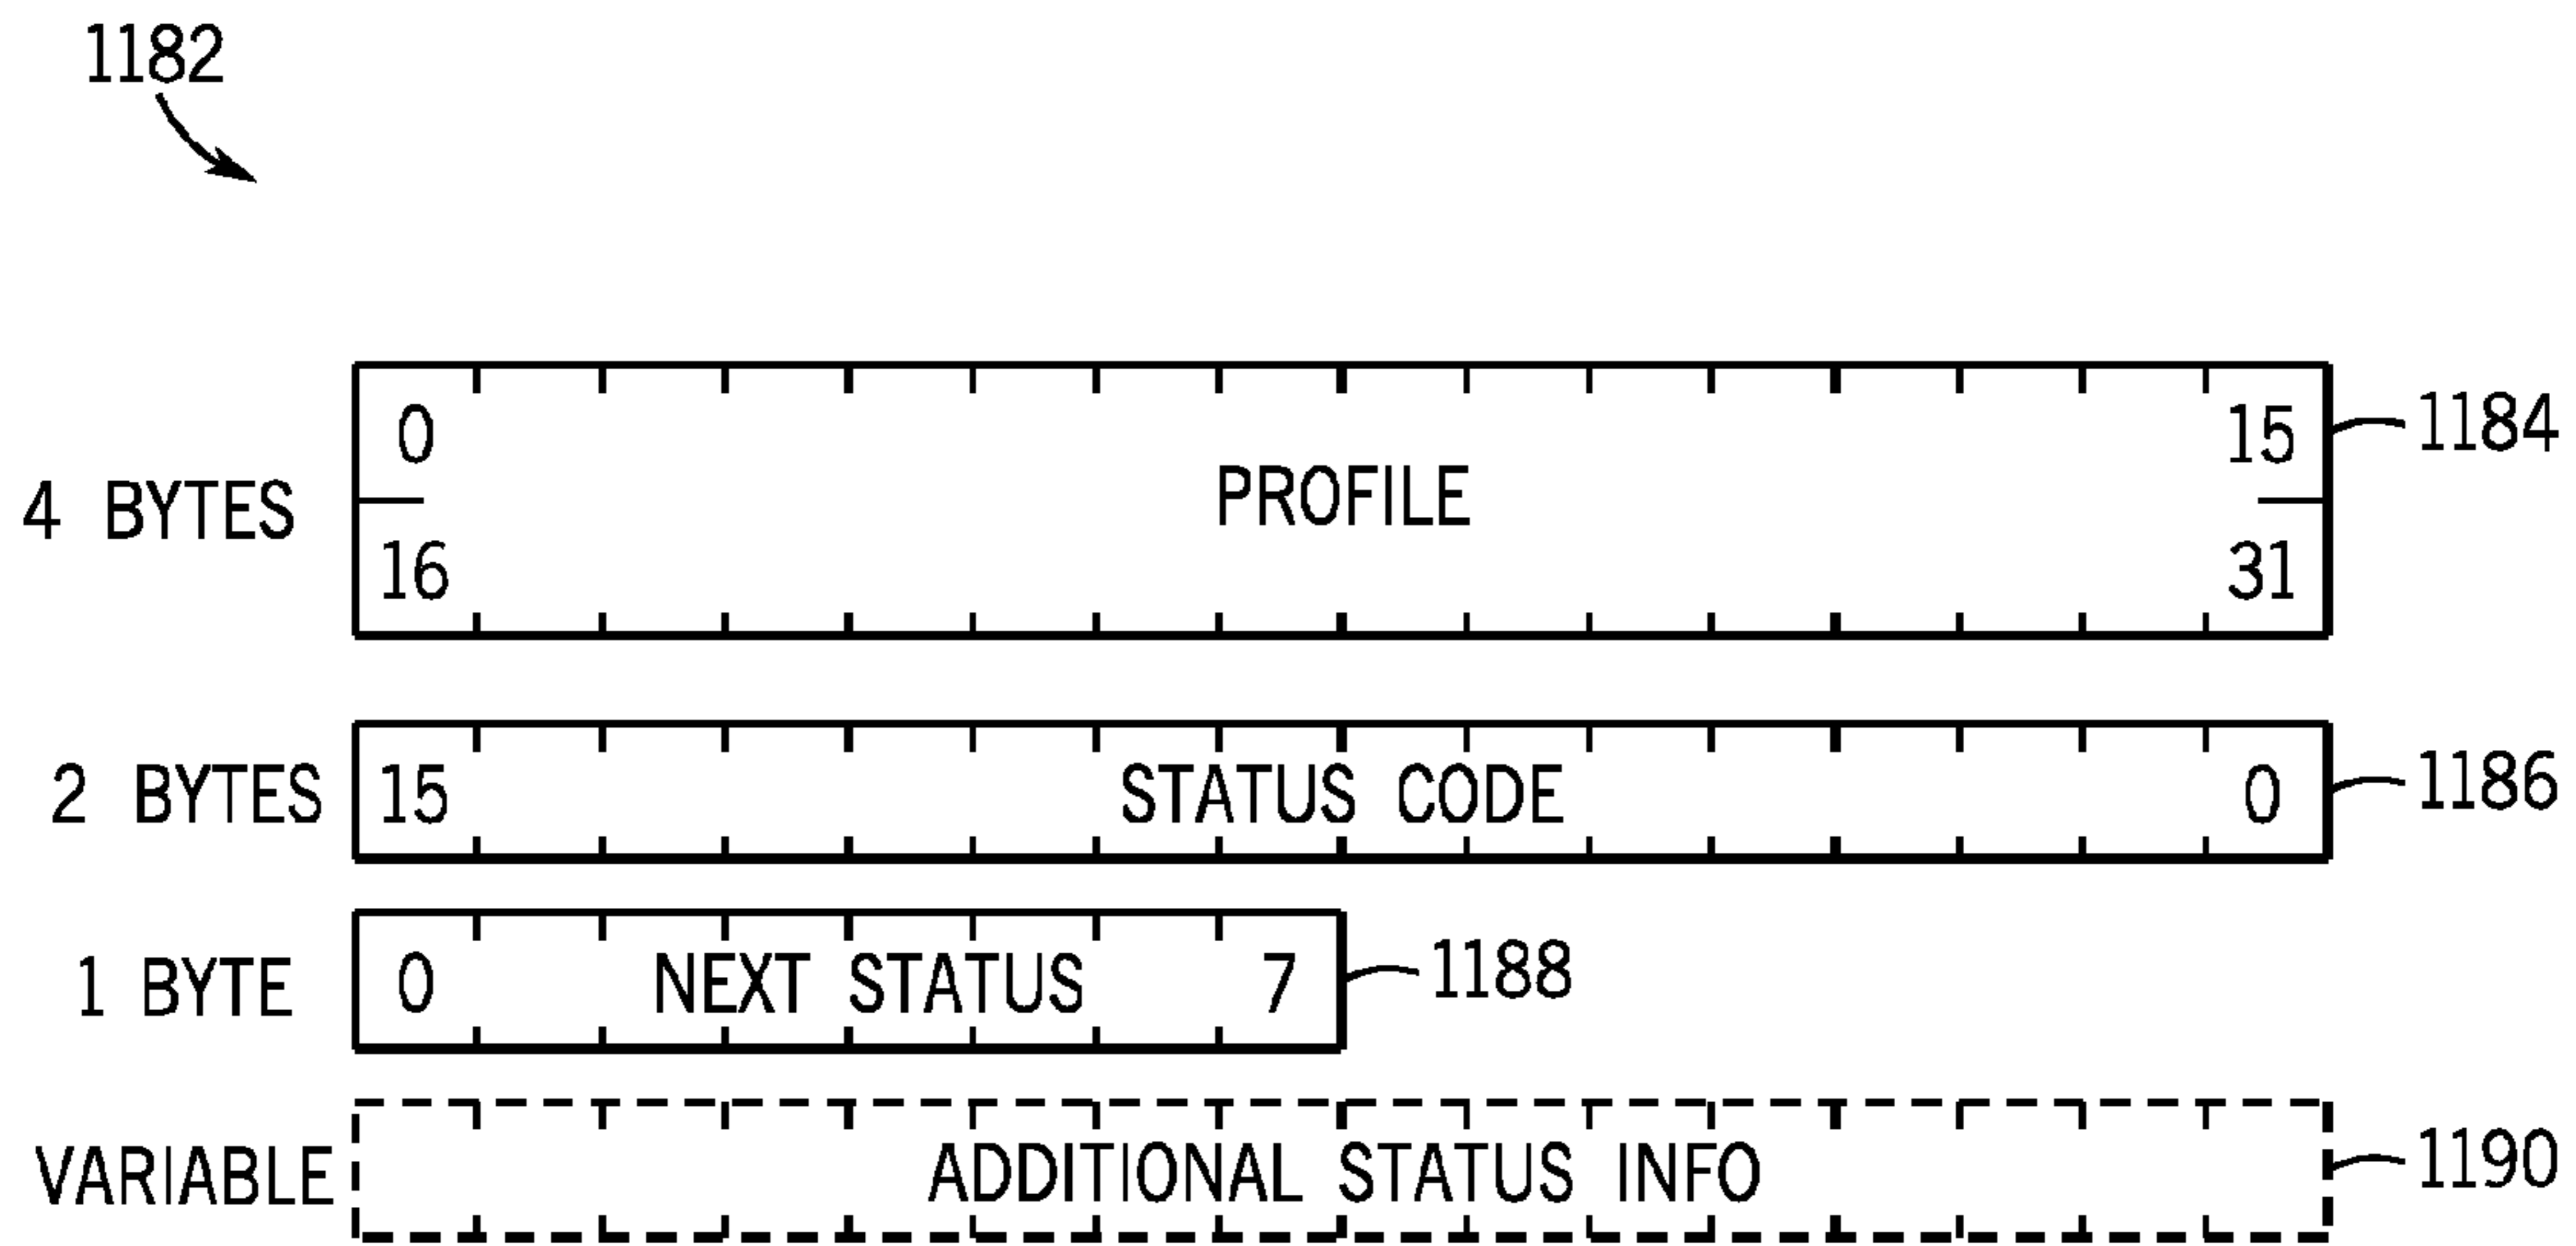 1182
0 15 1184
4 BYTES PROFILE
16 31
2 BYTES 15 STATUS CODE 0 1186
1 BYTE 0 NEXT STATUS 7 1188
VARIABLE ADDITIONAL STATUS INFO 1190